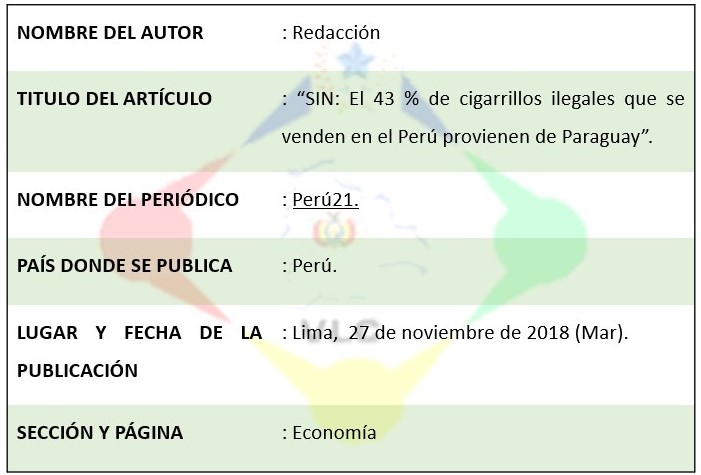 NOMBRE DEL AUTOR : Redacción
TITULO DEL ARTÍCULO : “SIN: El 43 % de cigarrillos ilegales que se
venden en el Perú provienen de Paraguay”.
NOMBRE DEL PERIÓDICO : Perú21.
PAÍS DONDE SE PUBLICA : Perú.
LUGAR Y FECHA DE LA : Lima, 27 de noviembre de 2018 (Mar).
PUBLICACIÓN
VLC
SECCIÓN Y PÁGINA : Economía